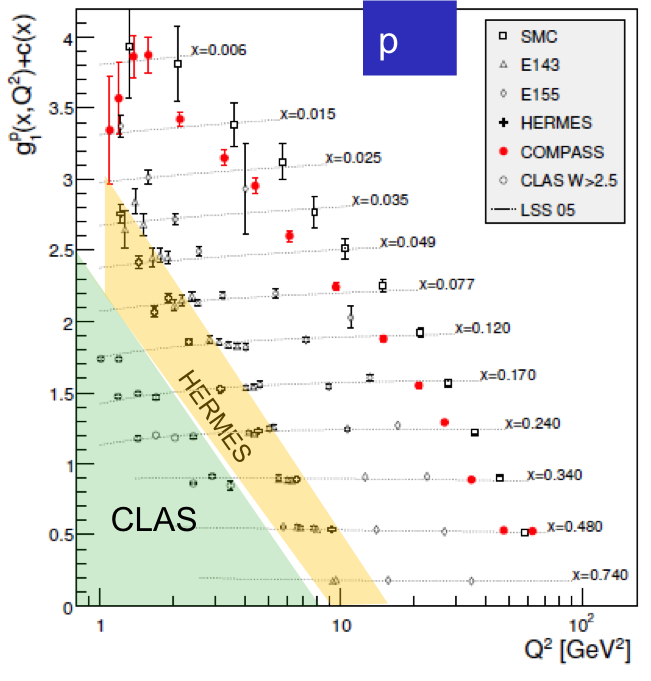 p
g₁ᵖ(x,Q²)+c(x)
4
3.5
3
2.5
2
1.5
1
0.5
0
x=0.006
x=0.015
x=0.025
x=0.035
x=0.049
x=0.077
x=0.120
x=0.170
x=0.240
x=0.340
x=0.480
x=0.740
SMC
E143
E155
HERMES
COMPASS
CLAS W>2.5
LSS 05
HERMES
CLAS
1
10
10²
Q² [GeV²]